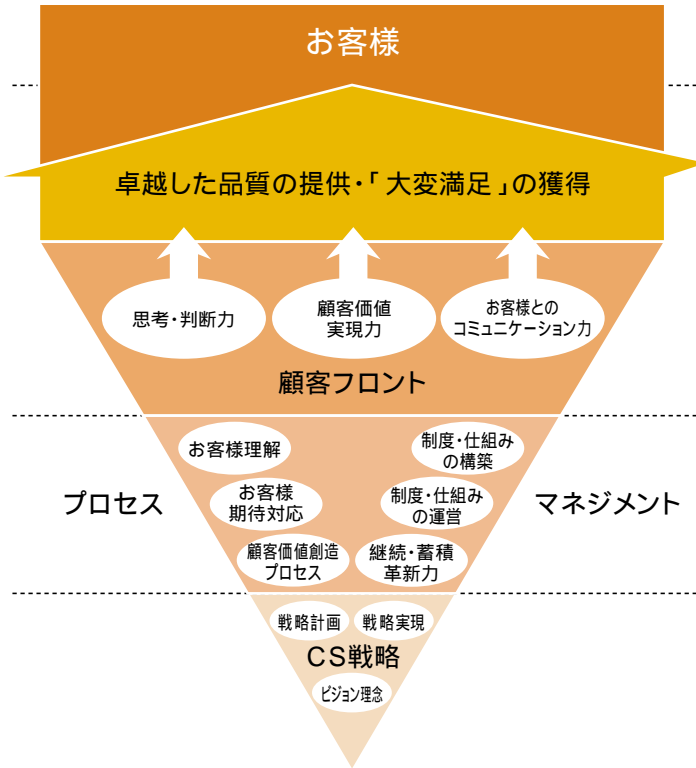 お客様
卓越した品質の提供・「大変満足」の獲得
思考・判断力
顧客価値
実現力
お客様との
コミュニケーション力
顧客フロント
プロセス
お客様理解
お客様
期待対応
顧客価値創造
プロセス
制度・仕組み
の構築
制度・仕組み
の運営
継続・蓄積
革新力
マネジメント
戦略計画
戦略実現
CS戦略
ビジョン理念